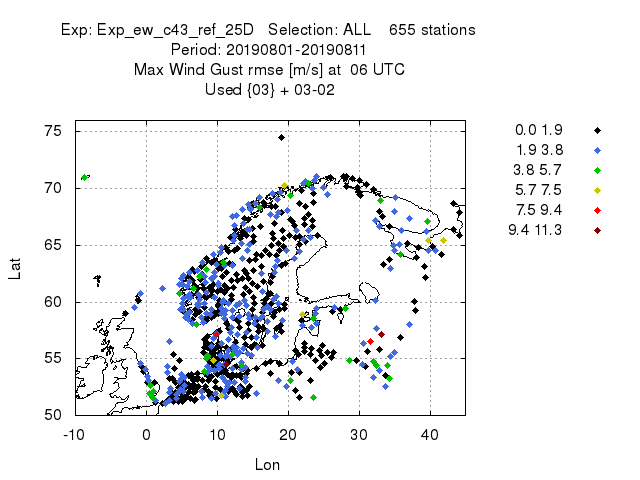 Exp: Exp_ew_c43_ref_25D Selection: ALL 655 stations
Period: 20190801-20190811
Max Wind Gust rmse [m/s] at 06 UTC
Used {03} + 03-02
75
70
65
60
55
50
-10 0 10 20 30 40
Lat
Lon
0.0 1.9
1.9 3.8
3.8 5.7
5.7 7.5
7.5 9.4
9.4 11.3